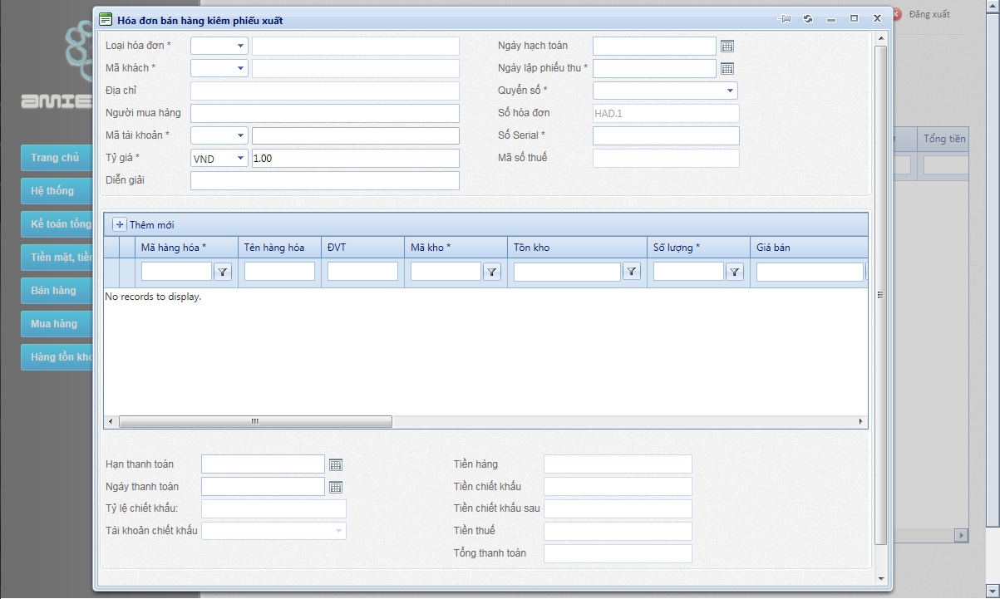 Hóa đơn bán hàng kiêm phiếu xuất
Đăng xuất
AMIE
Trang chủ
Hệ thống
Kế toán tổng
Tiền mặt, tiền
Bán hàng
Mua hàng
Hàng tồn kho
Loại hóa đơn *
Mã khách *
Địa chỉ
Người mua hàng
Mã tài khoản *
Tỷ giá * VND 1.00
Diễn giải
Ngày hạch toán
Ngày lập phiếu thu *
Quyển số *
Số hóa đơn HAD.1
Số Serial *
Mã số thuế
Tổng tiền
Thêm mới
Mã hàng hóa * Tên hàng hóa ĐVT Mã kho * Tồn kho Số lượng * Giá bán
No records to display.
Hạn thanh toán
Ngày thanh toán
Tỷ lệ chiết khấu:
Tài khoản chiết khấu
Tiền hàng
Tiền chiết khấu
Tiền chiết khấu sau
Tiền thuế
Tổng thanh toán